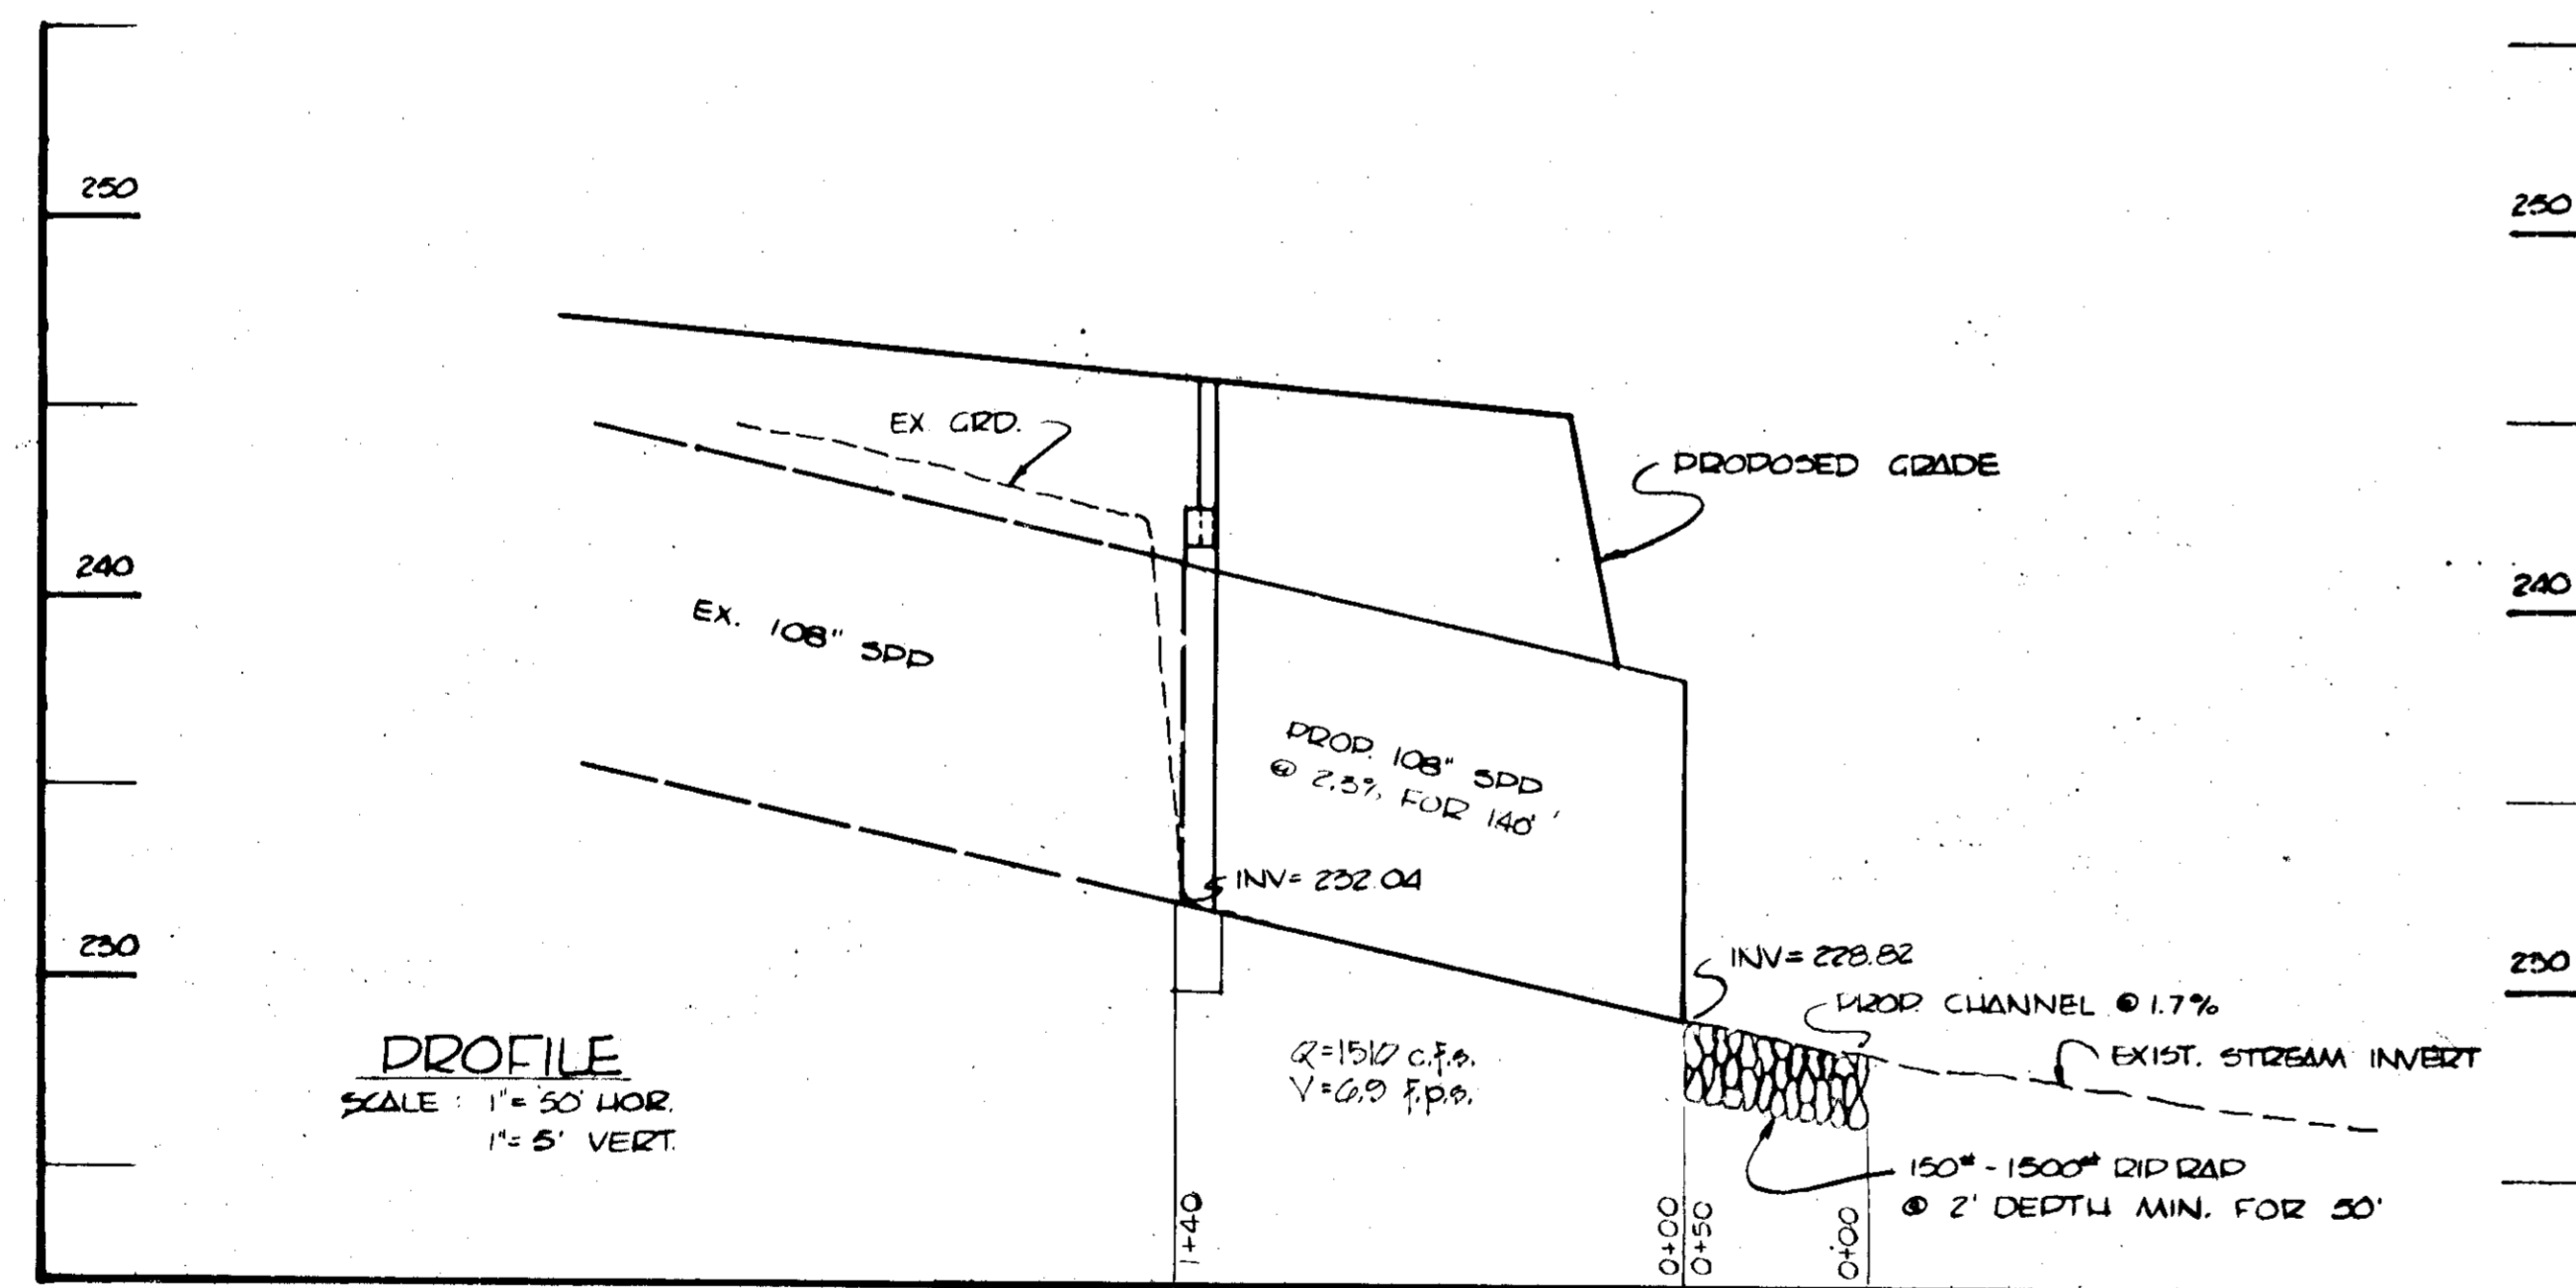 250
250
EX. GRD.
PROPOSED GRADE
240
240
EX. 108" SPP
PROP. 108" SPP
@ 2.3% FOR 140'
INV= 232.04
230
230
INV= 228.82
PROP. CHANNEL @ 1.7%
EXIST. STREAM INVERT
PROFILE
SCALE : 1"= 50' HOR.
1"= 5' VERT.
V=6.9 f.p.s.
150# - 1500# RIP RAP
@ 2' DEPTH MIN. FOR 50'
1+40
0+00
0+50
0+00